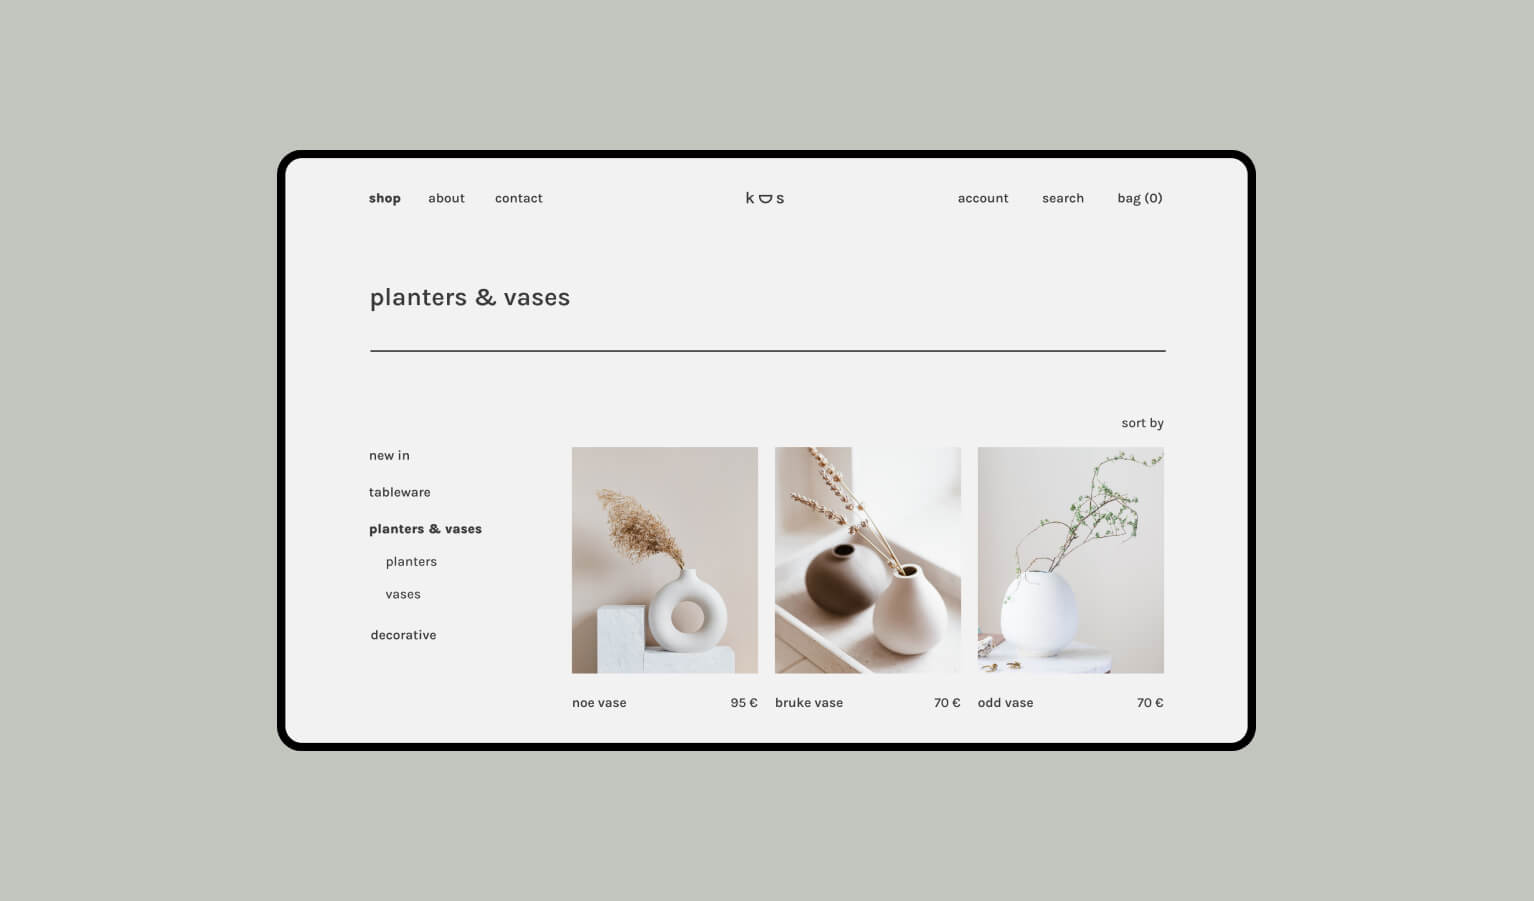 shop about contact
k s
account search bag (0)
planters & vases
sort by
new in
tableware
planters & vases
planters
vases
decorative
noe vase 95 €
bruke vase 70 €
odd vase 70 €